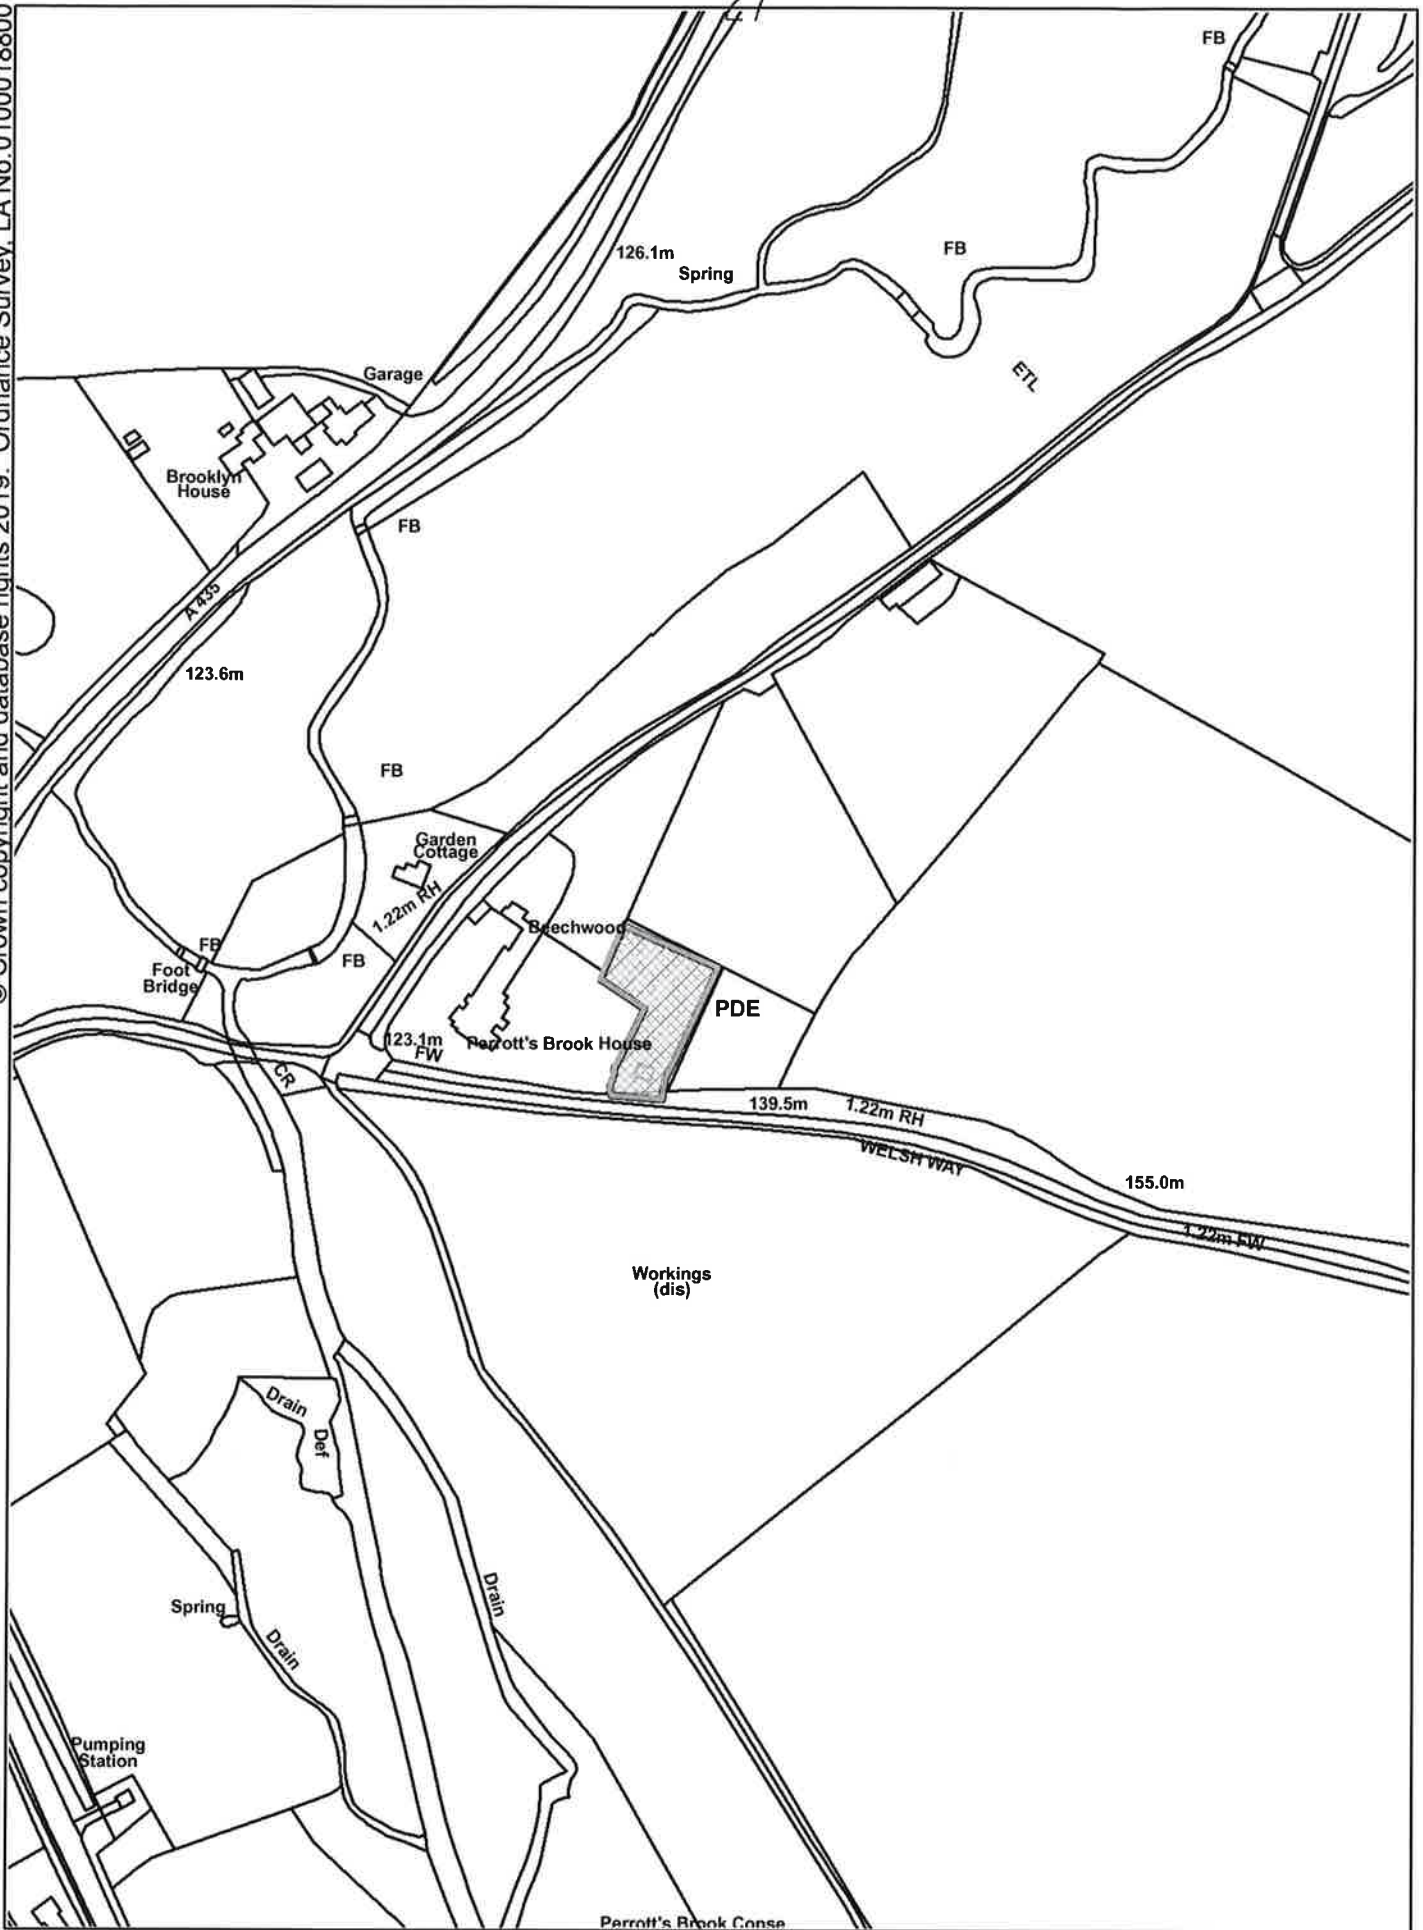 © Crown copyright and database rights 2019. Ordnance Survey, LA No.0100018800
FB
126.1m
Spring
FB
ETL
Garage
Brooklyn
House
FB
A 435
123.6m
FB
Garden
Cottage
1.22m RH
Beechwood
FB
Foot
Bridge
FB
PDE
123.1m
FW
Perrott's Brook House
CR
139.5m
1.22m RH
WELSH WAY
155.0m
1.22m FW
Workings
(dis)
Drain
Def
Drain
Spring
Drain
Pumping
Station
Perrott's Brook Conse